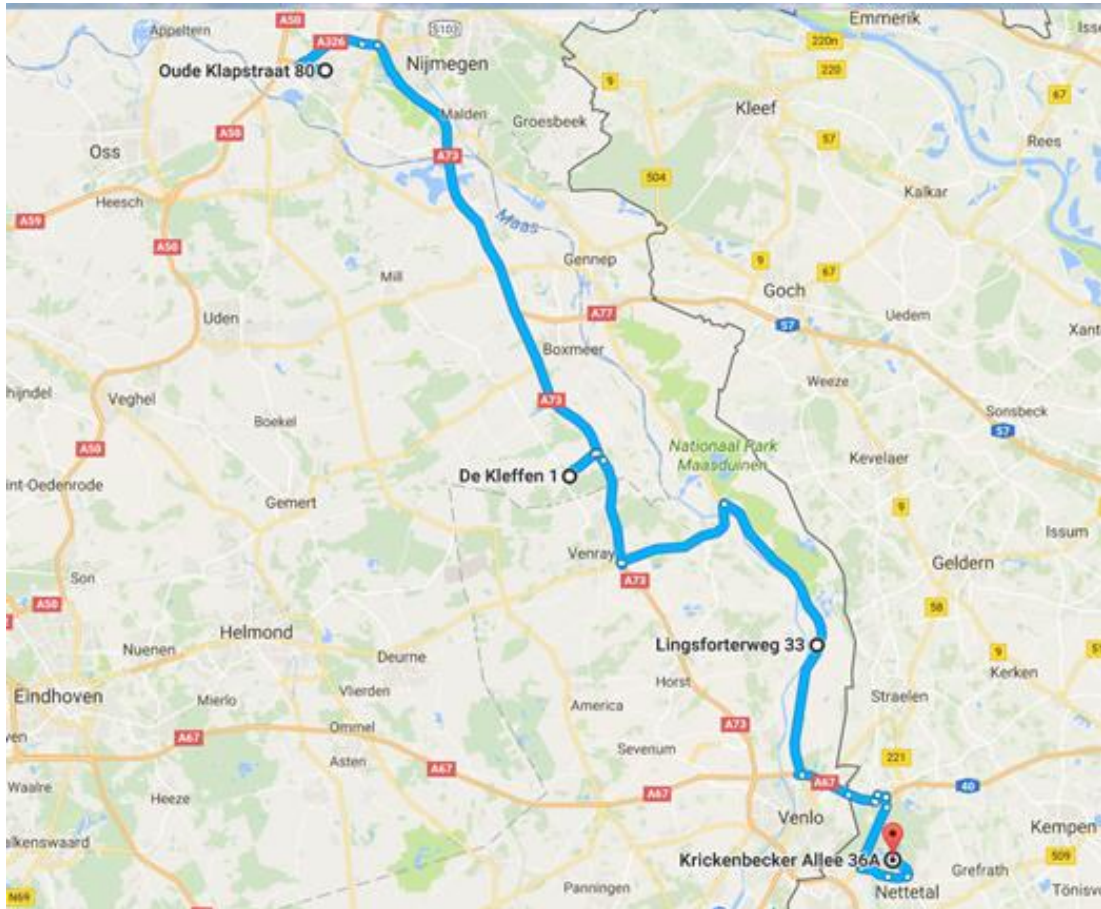 Appeltern
A50
S103
Emmerik
A326
220n
Oude Klapstraat 80
Nijmegen
220
9
67
Kleef
Malden
A50
Groesbeek
57
Rees
Oss
A73
504
Kalkar
Heesch
A59
Maas
A50
Gennep
9
67
Mill
Goch
Uden
A77
57
Uedem
Xant
Boxmeer
Weeze
hijndel
Veghel
A73
Sonsbeck
Boekel
57
A50
Nationaal Park
Maasduinen
Kevelaer
De Kleffen 1
int-Oedenrode
Gemert
9
Issum
Venray
Geldern
Son
A73
A50
58
Helmond
Lingsforterweg 33
9
Nuenen
Deurne
Kerken
Horst
Eindhoven
Mierlo
Vlierden
Straelen
America
Ommel
A73
A67
Sevenum
221
Asten
A67
A67
40
Waalre
Heeze
A67
Venlo
Kempen
alkenswaard
Krickenbecker Allee 36A
509
Grefrath
N69
Panningen
Nettetal
Tönisv